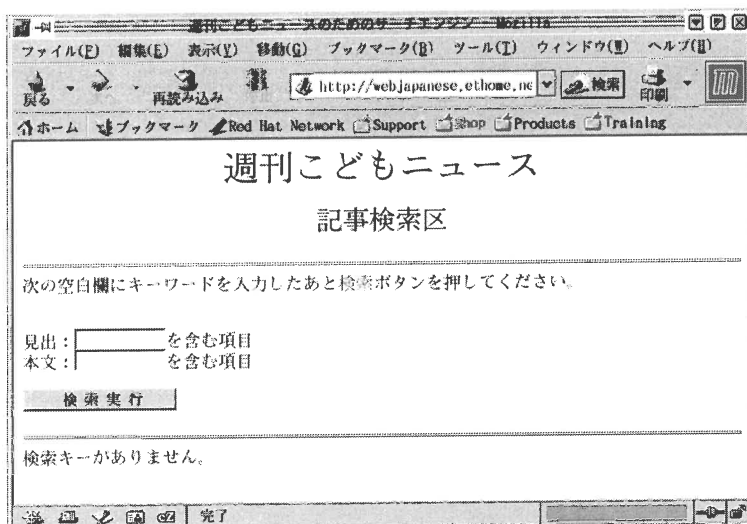 週刊こどもニュースのためのサーチエンジン - Mozilla
ファイル(F) 編集(E) 表示(V) 移動(G) ブックマーク(B) ツール(T) ウィンドウ(W) ヘルプ(H)
戻る 再読み込み http://webjapanese.ethome.ne 検索 印刷
ホーム ブックマーク Red Hat Network Support Shop Products Training
週刊こどもニュース
記事検索区
次の空白欄にキーワードを入力したあと検索ボタンを押してください。
見出：を含む項目
本文：を含む項目
検索実行
検索キーがありません。
完了